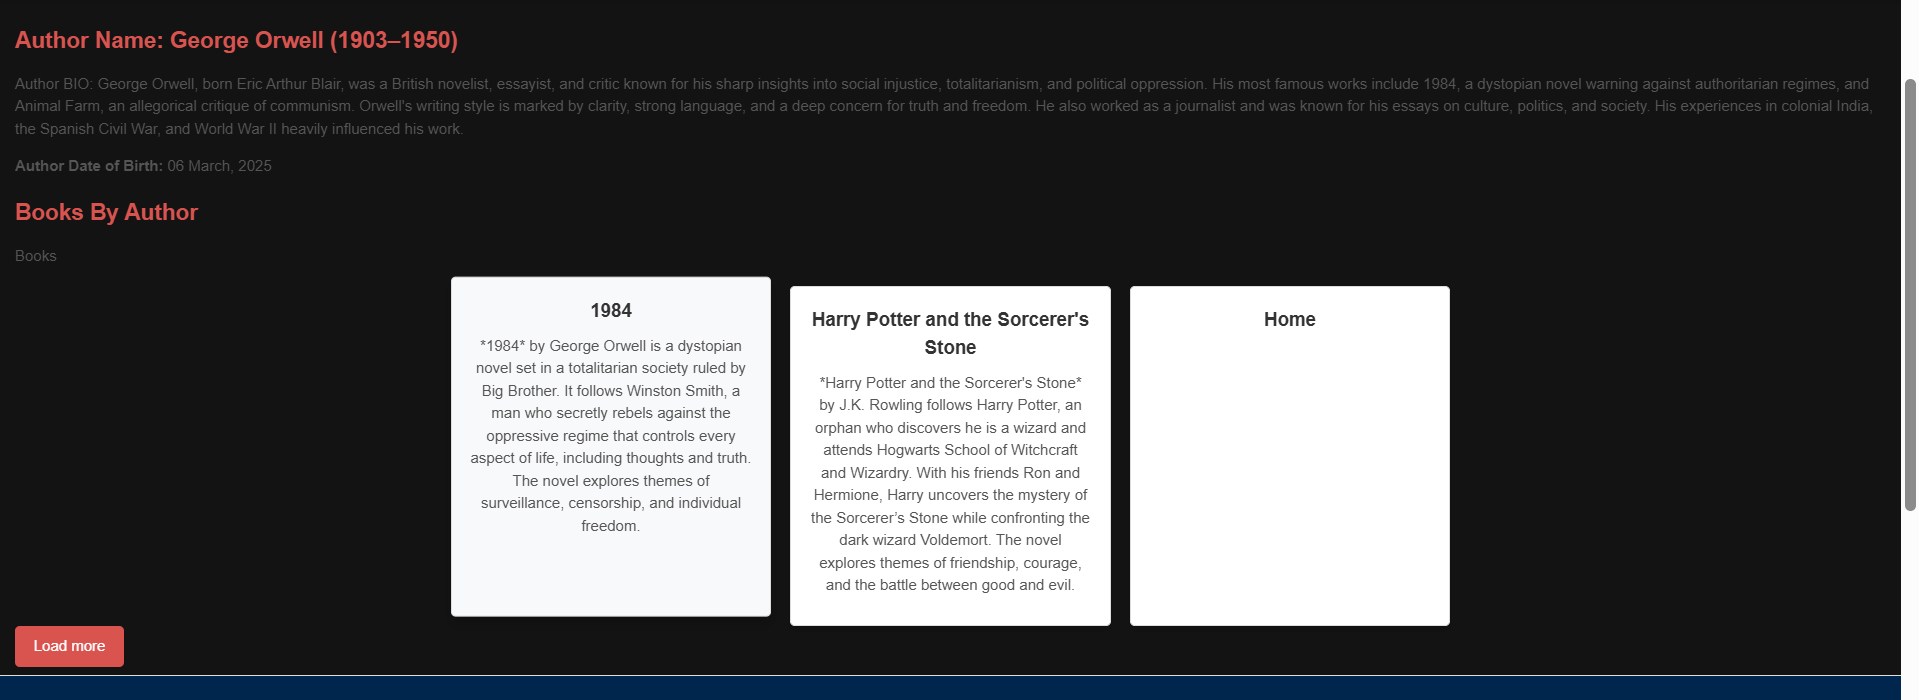 Author Name: George Orwell (1903–1950)
Author BIO: George Orwell, born Eric Arthur Blair, was a British novelist, essayist, and critic known for his sharp insights into social injustice, totalitarianism, and political oppression. His most famous works include 1984, a dystopian novel warning against authoritarian regimes, and
Animal Farm, an allegorical critique of communism. Orwell's writing style is marked by clarity, strong language, and a deep concern for truth and freedom. He also worked as a journalist and was known for his essays on culture, politics, and society. His experiences in colonial India,
the Spanish Civil War, and World War II heavily influenced his work.
Author Date of Birth: 06 March, 2025
Books By Author
Books
1984
*1984* by George Orwell is a dystopian
novel set in a totalitarian society ruled by
Big Brother. It follows Winston Smith, a
man who secretly rebels against the
oppressive regime that controls every
aspect of life, including thoughts and truth.
The novel explores themes of
surveillance, censorship, and individual
freedom.
Harry Potter and the Sorcerer's
Stone
*Harry Potter and the Sorcerer's Stone*
by J.K. Rowling follows Harry Potter, an
orphan who discovers he is a wizard and
attends Hogwarts School of Witchcraft
and Wizardry. With his friends Ron and
Hermione, Harry uncovers the mystery of
the Sorcerer’s Stone while confronting the
dark wizard Voldemort. The novel
explores themes of friendship, courage,
and the battle between good and evil.
Home
Load more